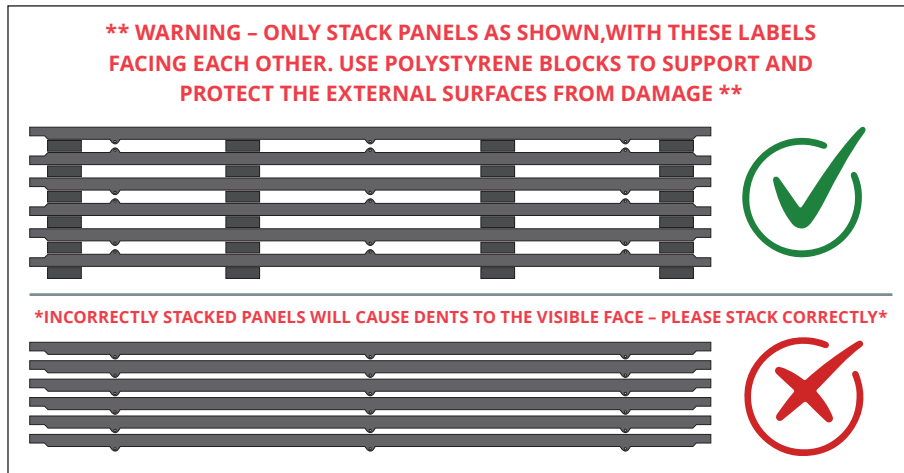 ** WARNING – ONLY STACK PANELS AS SHOWN,WITH THESE LABELS
FACING EACH OTHER. USE POLYSTYRENE BLOCKS TO SUPPORT AND
PROTECT THE EXTERNAL SURFACES FROM DAMAGE **
*INCORRECTLY STACKED PANELS WILL CAUSE DENTS TO THE VISIBLE FACE – PLEASE STACK CORRECTLY*